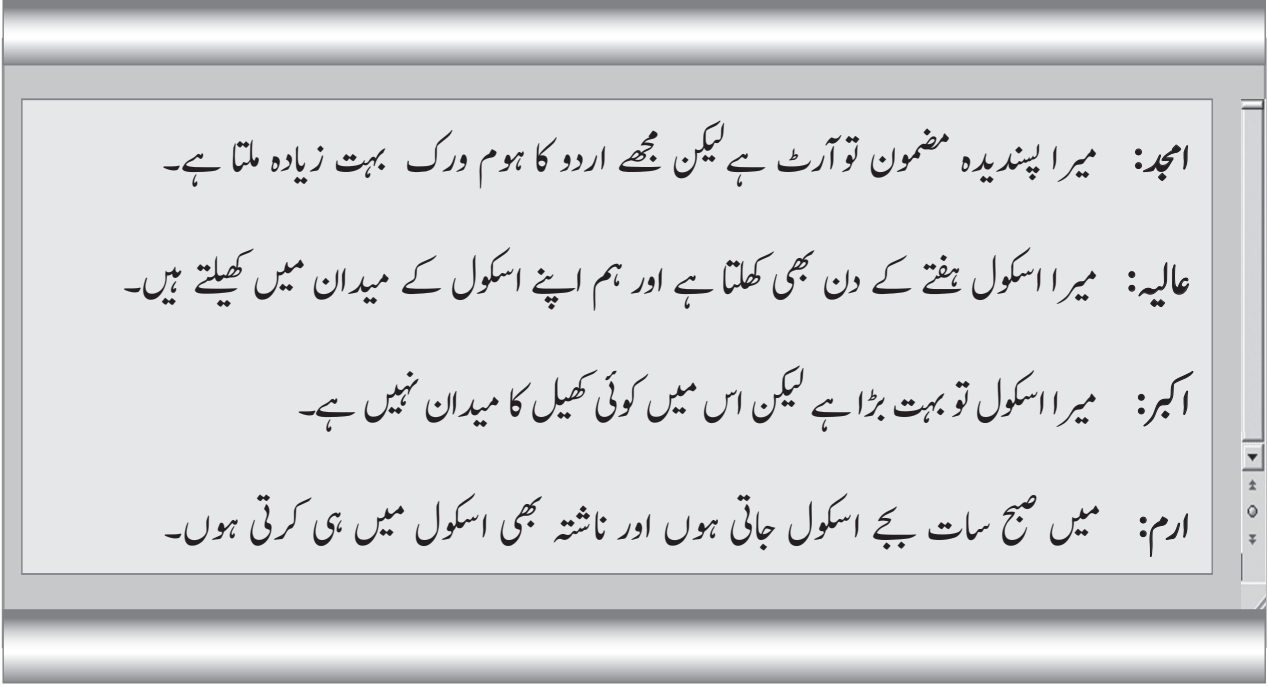 امجد: میرا پسندیدہ مضمون تو آرٹ ہے لیکن مجھے اردو کا ہوم ورک بہت زیادہ ملتا ہے۔
عالیہ: میرا اسکول ہفتے کے دن بھی کھلتا ہے اور ہم اپنے اسکول کے میدان میں کھیلتے ہیں۔
اکبر: میرا اسکول تو بہت بڑا ہے لیکن اس میں کوئی کھیل کا میدان نہیں ہے۔
ارم: میں صبح سات بجے اسکول جاتی ہوں اور ناشتہ بھی اسکول میں ہی کرتی ہوں۔